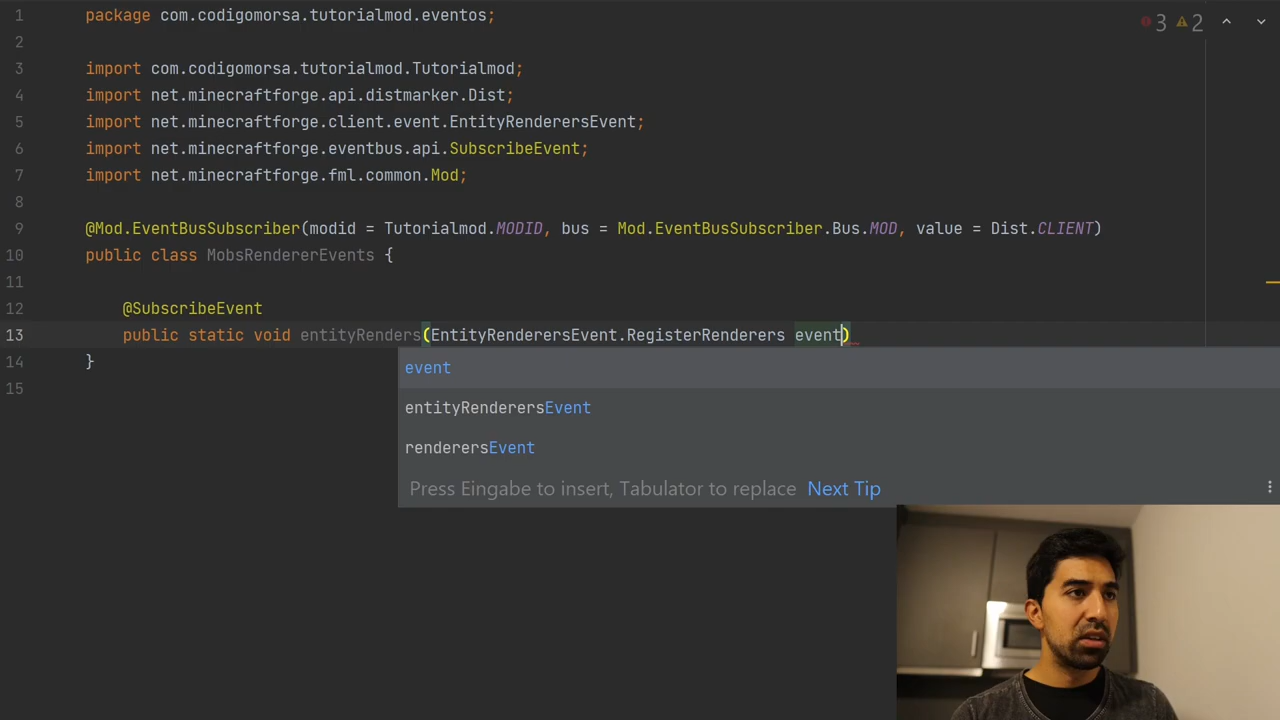 3 2
1 package com.codigomorsa.tutorialmod.eventos;
2
3 import com.codigomorsa.tutorialmod.Tutorialmod;
4 import net.minecraftforge.api.distmarker.Dist;
5 import net.minecraftforge.client.event.EntityRenderersEvent;
6 import net.minecraftforge.eventbus.api.SubscribeEvent;
7 import net.minecraftforge.fml.common.Mod;
8
9 @Mod.EventBusSubscriber(modid = Tutorialmod.MODID, bus = Mod.EventBusSubscriber.Bus.MOD, value = Dist.CLIENT)
10 public class MobsRendererEvents {
11
12 @SubscribeEvent
13 public static void entityRenders(EntityRenderersEvent.RegisterRenderers event)
14 }
15
event
entityRenderersEvent
renderersEvent
Press Eingabe to insert, Tabulator to replace Next Tip